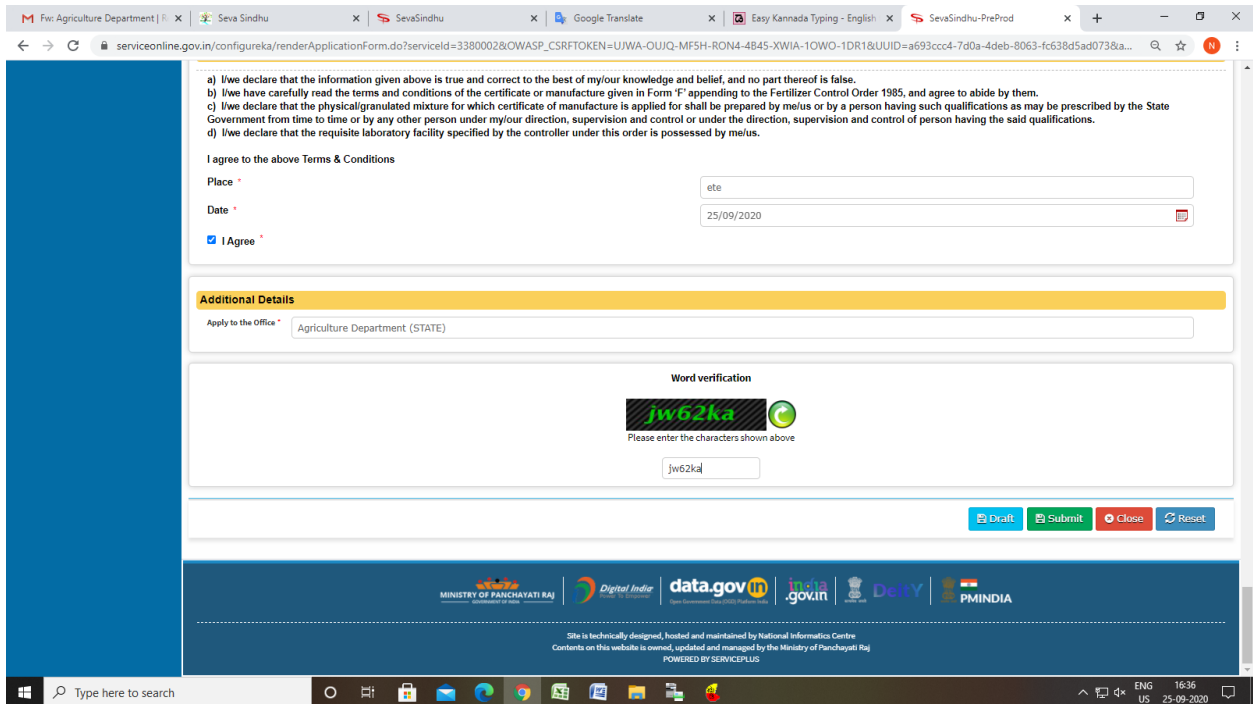 Fw: Agriculture Department | R
Seva Sindhu
SevaSindhu
Google Translate
Easy Kannada Typing - English
SevaSindhu-PreProd
serviceonline.gov.in/configureka/renderApplicationForm.do?serviceId=3380002&OWASP_CSRFTOKEN=UJWA-OUJQ-MF5H-RON4-4B45-XWIA-1OWO-1DR1&UUID=a693ccc4-7d0a-4deb-8063-fc638d5ad073&a...
N
a) I/we declare that the information given above is true and correct to the best of my/our knowledge and belief, and no part thereof is false.
b) I/we have carefully read the terms and conditions of the certificate or manufacture given in Form ‘F’ appending to the Fertilizer Control Order 1985, and agree to abide by them.
c) I/we declare that the physical/granulated mixture for which certificate of manufacture is applied for shall be prepared by me/us or by a person having such qualifications as may be prescribed by the State
Government from time to time or by any other person under my/our direction, supervision and control or under the direction, supervision and control of person having the said qualifications.
d) I/we declare that the requisite laboratory facility specified by the controller under this order is possessed by me/us.
I agree to the above Terms & Conditions
Place *
ete
Date *
25/09/2020
I Agree *
Additional Details
Apply to the Office *
Agriculture Department (STATE)
Word verification
jw62ka
Please enter the characters shown above
jw62ka
Draft
Submit
Close
Reset
MINISTRY OF PANCHAYATI RAJ
GOVERNMENT OF INDIA
Digital India
Power To Empower
data.gov in
Open Government Data (OGD) Platform India
india.gov.in
DeitY
PMINDIA
Site is technically designed, hosted and maintained by National Informatics Centre
Contents on this website is owned, updated and managed by the Ministry of Panchayati Raj
POWERED BY SERVICEPLUS
Type here to search
ENG
US
16:36
25-09-2020